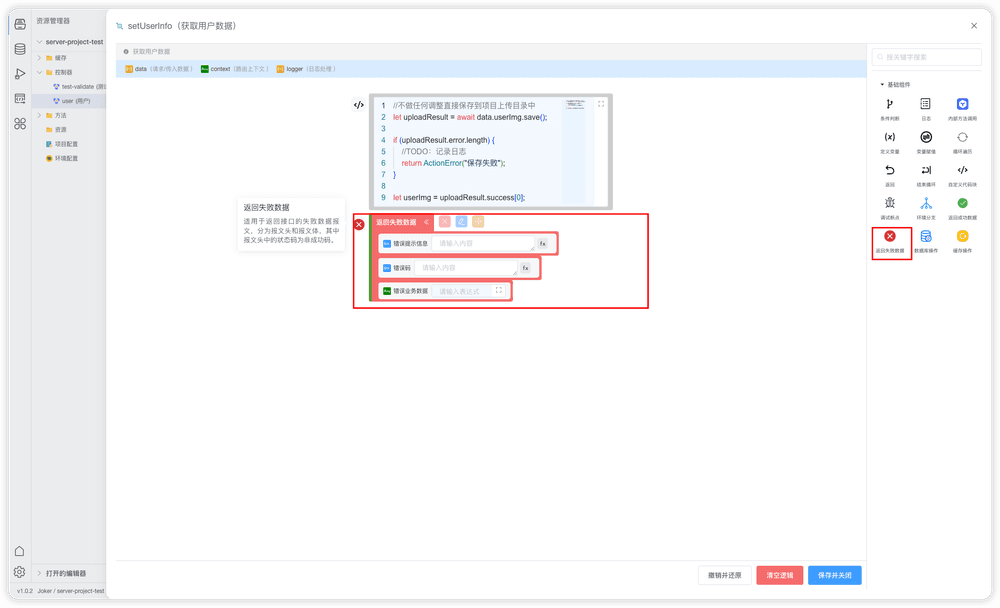 资源管理器
server-project-test
缓存
控制器
test-validate
user (用户)
方法
资源
项目配置
环境配置
打开的编辑器
v1.0.2 Joker / server-project-test
setUserInfo（获取用户数据）
获取用户数据
data（请求/传入数据） context（路由上下文） logger（日志处理）
1 //不做任何调整直接保存到项目上传目录中
2 let uploadResult = await data.userImg.save();
3
4 if (uploadResult.error.length) {
5 //TODO：记录日志
6 return ActionError("保存失败");
7 }
8
9 let userImg = uploadResult.success[0];
返回失败数据
适用于返回接口的失败数据报文，分为报文头和报文体，其中报文头中的状态码为非成功码。
返回失败数据
错误提示信息 请输入内容 fx
错误码 请输入内容 fx
错误业务数据 请输入表达式
撤销并还原 清空逻辑 保存并关闭
按关键字搜索
基础组件
条件判断 日志 内部方法调用
定义变量 变量赋值 循环遍历
返回 结束循环 自定义代码块
调试断点 环境分支 返回成功数据
返回失败数据 数据库操作 缓存操作